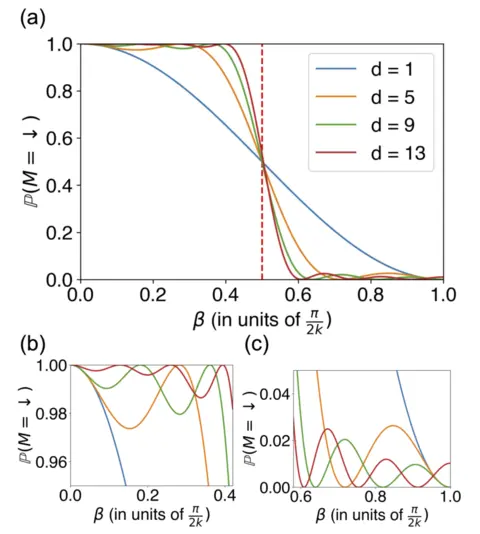 (a)
1.0
0.8
0.6
0.4
0.2
0.0
ℙ(M = ↓)
d = 1
d = 5
d = 9
d = 13
0.0 0.2 0.4 0.6 0.8 1.0
β (in units of π/2k)
(b)
1.00
0.98
0.96
ℙ(M = ↓)
0.0 0.2 0.4
β (in units of π/2k)
(c)
0.04
0.02
0.00
ℙ(M = ↓)
0.6 0.8 1.0
β (in units of π/2k)